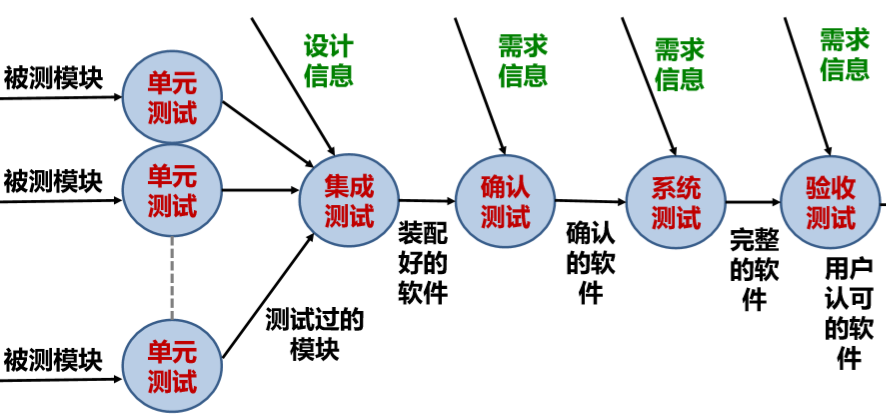 设计
信息
需求
信息
需求
信息
需求
信息
被测模块
单元
测试
被测模块
单元
测试
集成
测试
确认
测试
系统
测试
验收
测试
装配
好的
软件
确认
的软
件
完整
的软
件
用户
认可
的软
件
测试过的
模块
被测模块
单元
测试